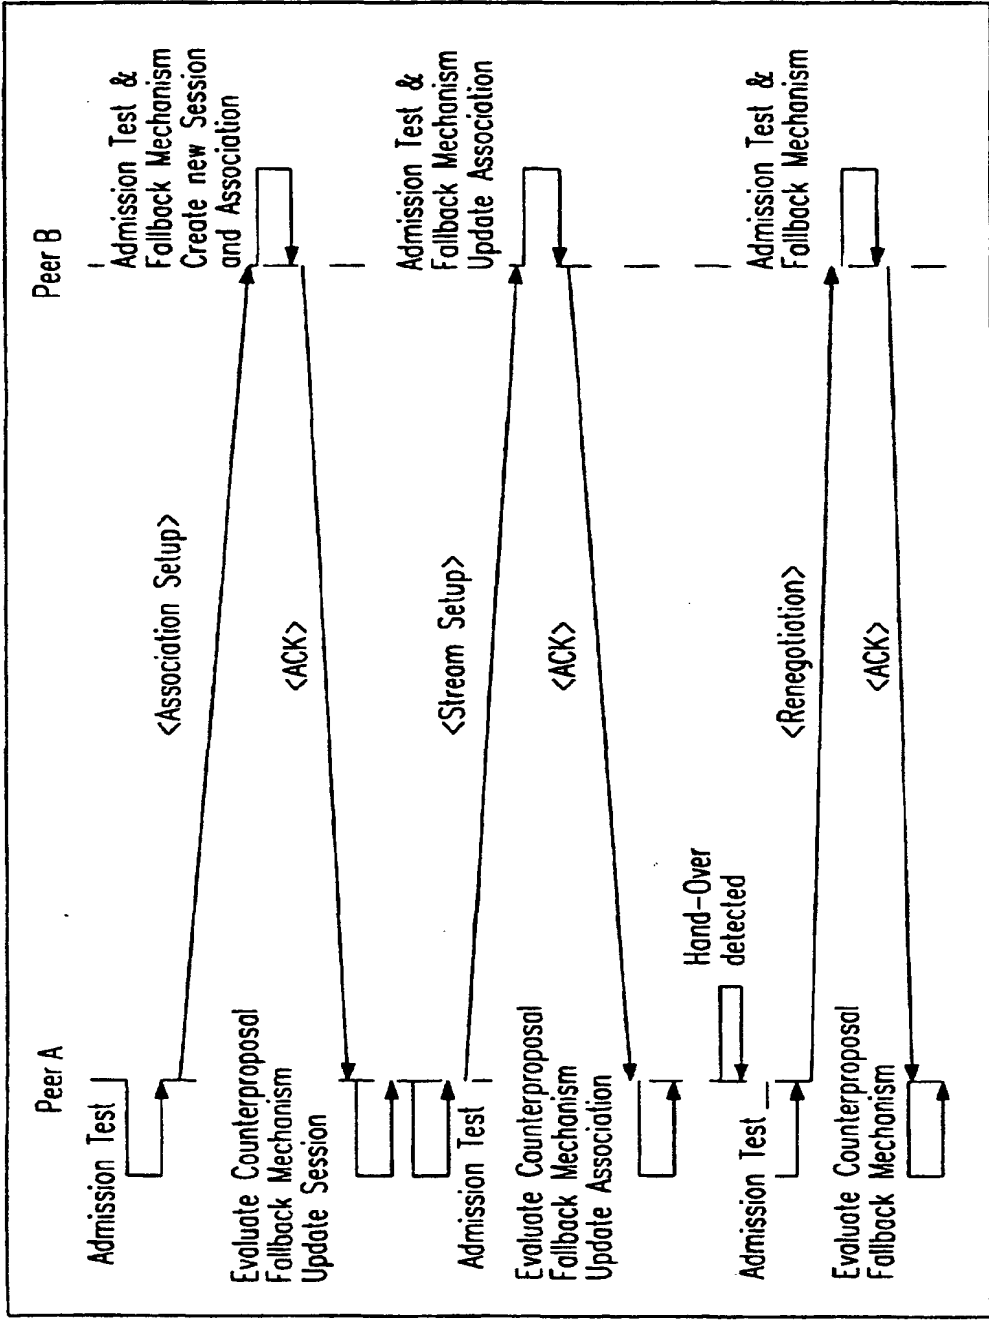 Peer A
Peer B
Admission Test
<Association Setup>
Admission Test &
Fallback Mechanism
Create new Session
and Association
<ACK>
Evaluate Counterproposal
Fallback Mechanism
Update Session
Admission Test
<Stream Setup>
Admission Test &
Fallback Mechanism
Update Association
<ACK>
Evaluate Counterproposal
Fallback Mechanism
Update Association
Hand-Over
detected
Admission Test
<Renegotiation>
Admission Test &
Fallback Mechanism
<ACK>
Evaluate Counterproposal
Fallback Mechanism